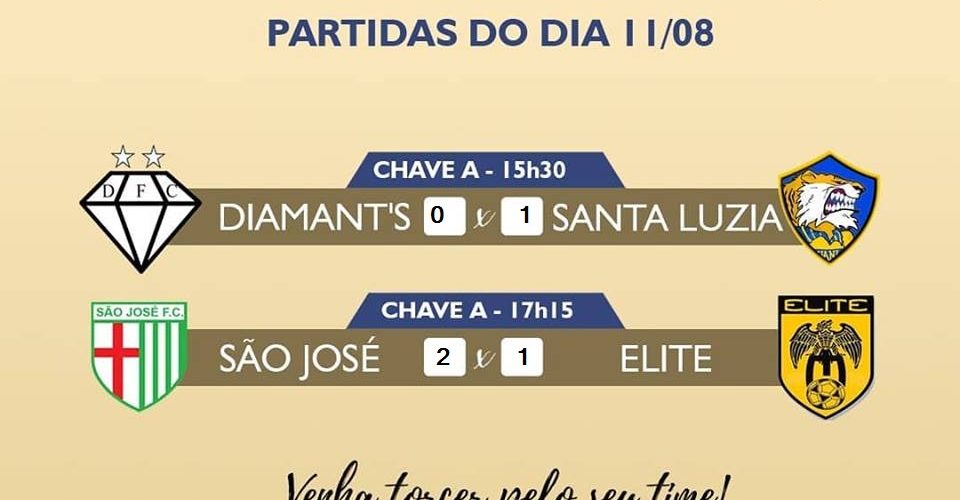 PARTIDAS DO DIA 11/08
CHAVE A - 15h30
D F C
DIAMANT'S 0 x 1 SANTA LUZIA
CHAVE A - 17h15
SÃO JOSÉ F.C.
ELITE
SÃO JOSÉ 2 x 1 ELITE
Venha torcer pelo seu time!